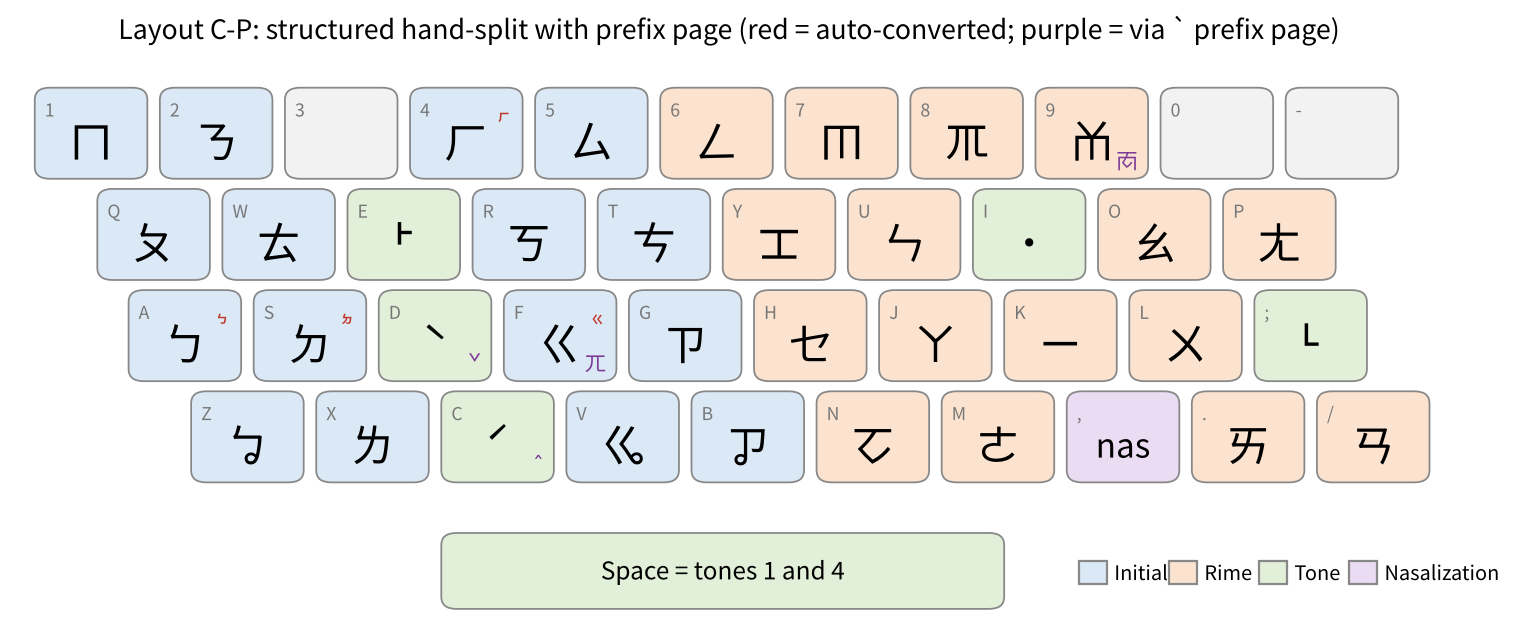 Layout C-P: structured hand-split with prefix page (red = auto-converted; purple = via ` prefix page)
1 ㄇ 2 ㄋ 3 4 ㄏ ㆷ 5 ㄙ 6 ㄥ 7 ㆬ 8 ㆭ 9 ㆱ ㆲ 0 -
Q ㄆ W ㄊ E ㆐ R ㄎ T ㄘ Y ㆤ U ㆲ I • O ㄠ P ㄤ
A ㄅ ㆴ S ㄉ ㆵ D ˋ ˇ F ㄍ ㆶ ㄫ G ㄗ H ㄝ J ㄚ K ㄧ L ㄨ ; ㄴ
Z ㆠ X ㄌ C ˊ ˆ V ㆣ B ㆡ N ㆦ M ㄜ , nas . ㄞ / ㄢ
Space = tones 1 and 4
Initial Rime Tone Nasalization